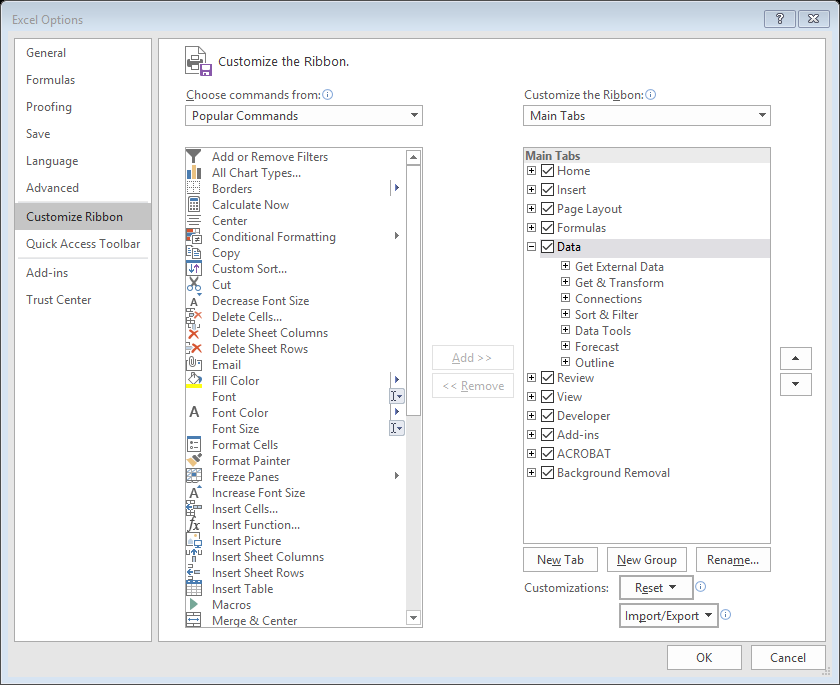 Excel Options
General
Formulas
Proofing
Save
Language
Advanced
Customize Ribbon
Quick Access Toolbar
Add-ins
Trust Center
Customize the Ribbon.
Choose commands from:
Popular Commands
Add or Remove Filters
All Chart Types...
Borders
Calculate Now
Center
Conditional Formatting
Copy
Custom Sort...
Cut
Decrease Font Size
Delete Cells...
Delete Sheet Columns
Delete Sheet Rows
Email
Fill Color
Font
Font Color
Font Size
Format Cells
Format Painter
Freeze Panes
Increase Font Size
Insert Cells...
Insert Function...
Insert Picture
Insert Sheet Columns
Insert Sheet Rows
Insert Table
Macros
Merge & Center
Add >>
<< Remove
Customize the Ribbon:
Main Tabs
Main Tabs
Home
Insert
Page Layout
Formulas
Data
Get External Data
Get & Transform
Connections
Sort & Filter
Data Tools
Forecast
Outline
Review
View
Developer
Add-ins
ACROBAT
Background Removal
New Tab
New Group
Rename...
Customizations:
Reset
Import/Export
OK
Cancel